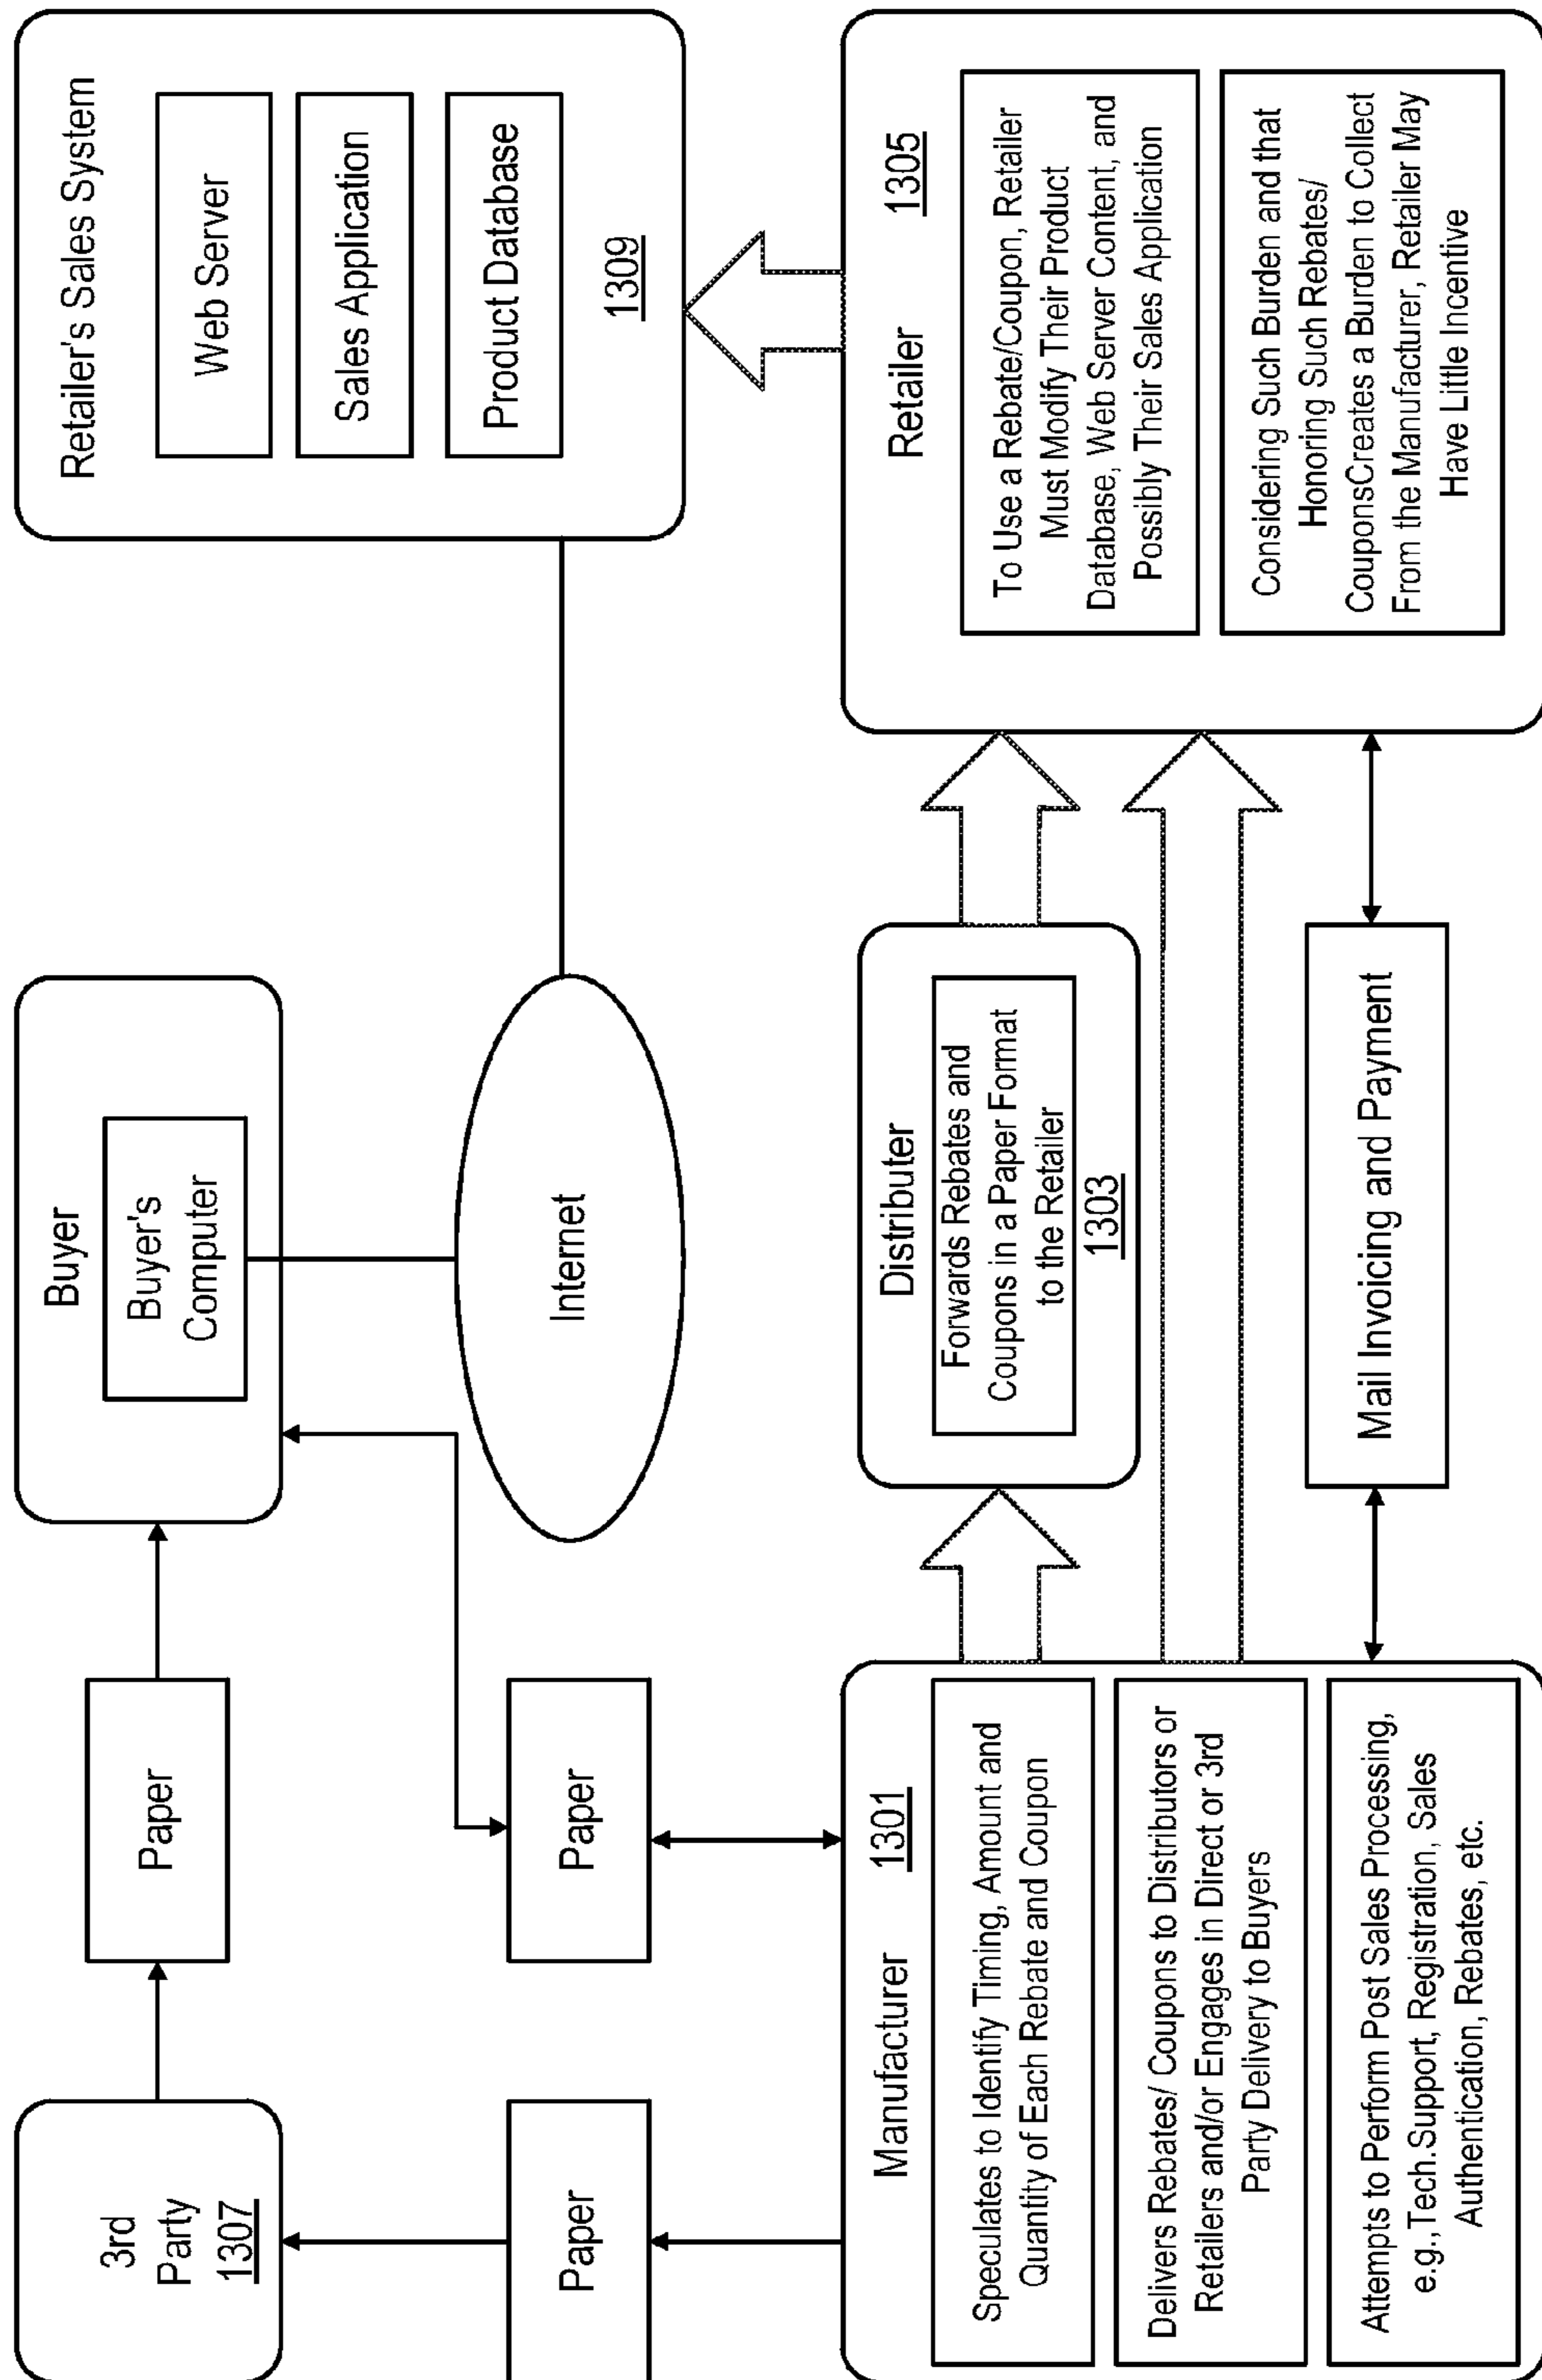 3rd
Party
1307
Paper
Buyer
Buyer's
Computer
Retailer's Sales System
Web Server
Sales Application
Product Database
1309
Internet
Paper
Paper
Manufacturer 1301
Speculates to Identify Timing, Amount and
Quantity of Each Rebate and Coupon
Delivers Rebates/ Coupons to Distributors or
Retailers and/or Engages in Direct or 3rd
Party Delivery to Buyers
Attempts to Perform Post Sales Processing,
e.g.,Tech.Support, Registration, Sales
Authentication, Rebates, etc.
Distributer
Forwards Rebates and
Coupons in a Paper Format
to the Retailer
1303
Mail Invoicing and Payment
Retailer 1305
To Use a Rebate/Coupon, Retailer
Must Modify Their Product
Database, Web Server Content, and
Possibly Their Sales Application
Considering Such Burden and that
Honoring Such Rebates/
CouponsCreates a Burden to Collect
From the Manufacturer, Retailer May
Have Little Incentive